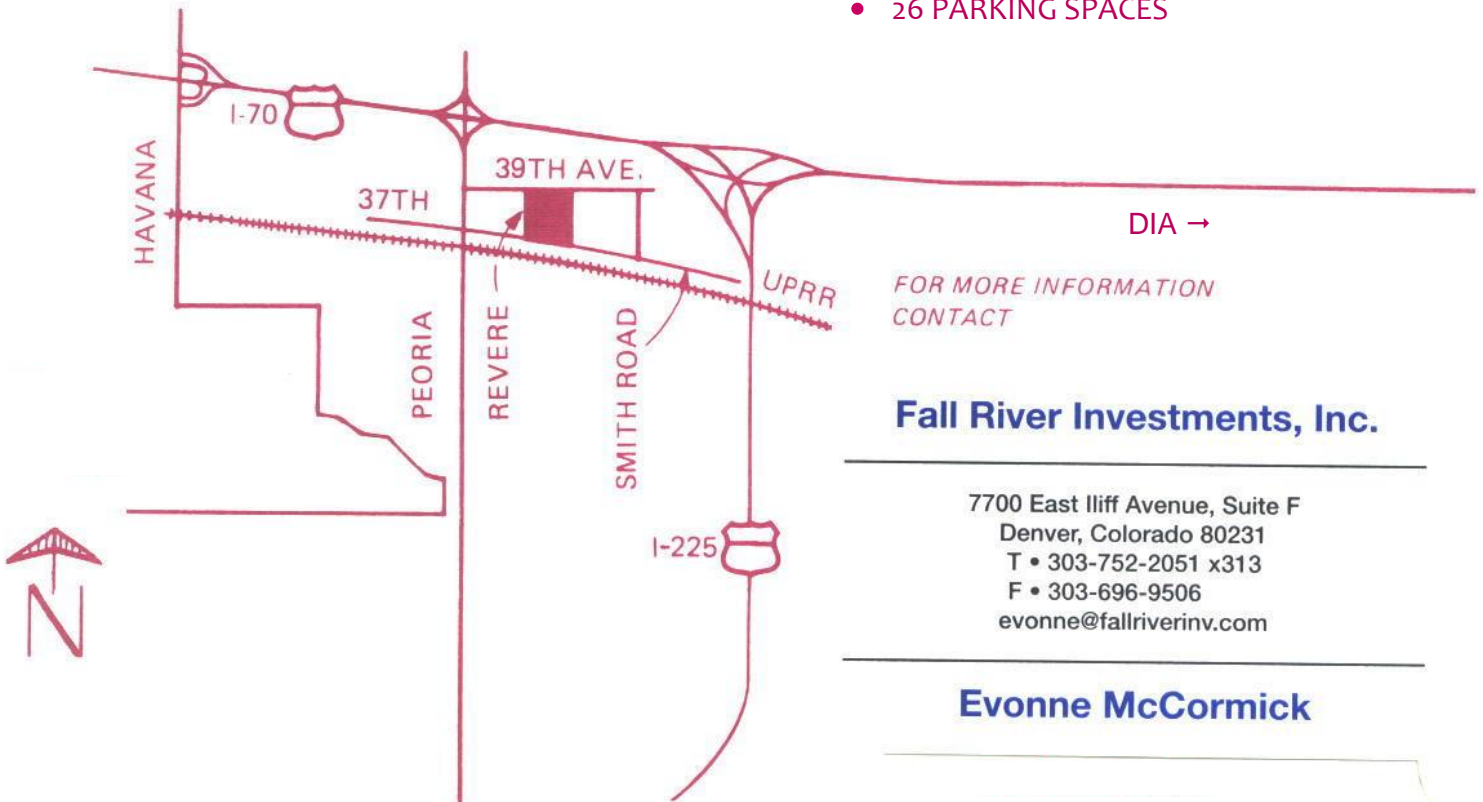 • 26 PARKING SPACES
I-70
HAVANA
39TH AVE.
37TH
DIA →
UPRR
FOR MORE INFORMATION
CONTACT
PEORIA
REVERE
SMITH ROAD
Fall River Investments, Inc.
7700 East Iliff Avenue, Suite F
Denver, Colorado 80231
T • 303-752-2051 x313
F • 303-696-9506
evonne@fallriverinv.com
I-225
N
Evonne McCormick